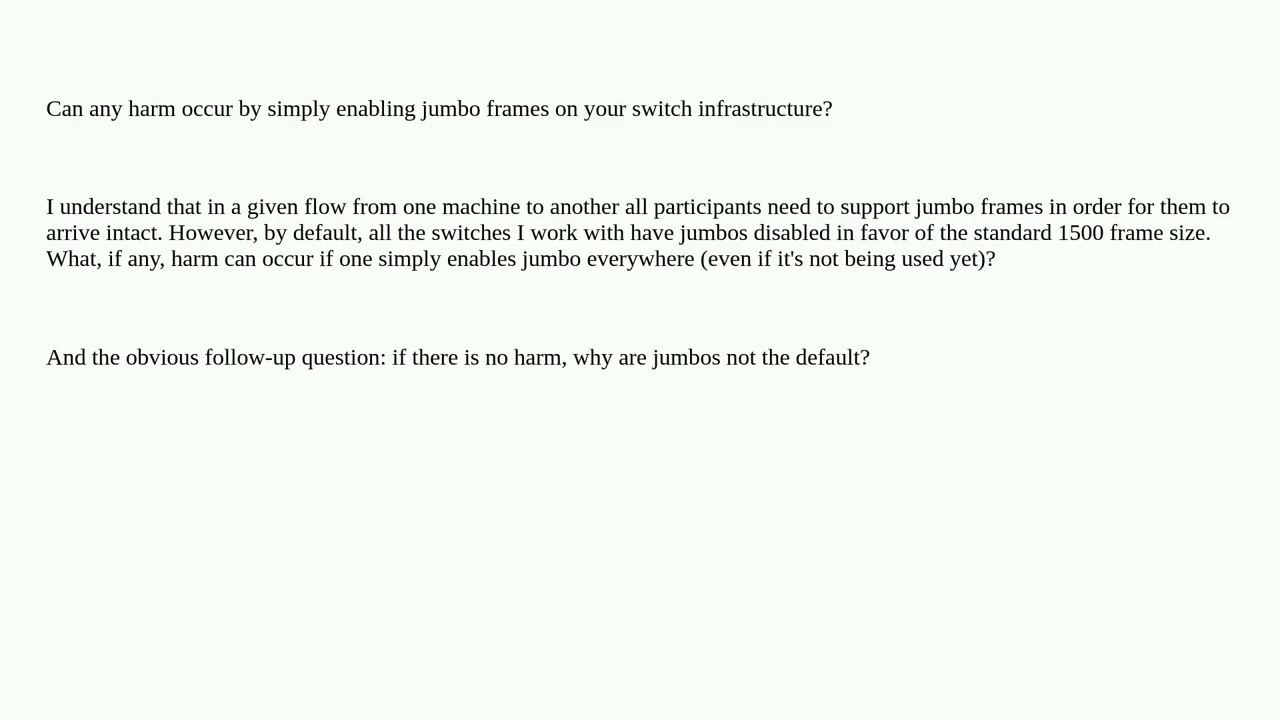 Can any harm occur by simply enabling jumbo frames on your switch infrastructure?
I understand that in a given flow from one machine to another all participants need to support jumbo frames in order for them to
arrive intact. However, by default, all the switches I work with have jumbos disabled in favor of the standard 1500 frame size.
What, if any, harm can occur if one simply enables jumbo everywhere (even if it's not being used yet)?
And the obvious follow-up question: if there is no harm, why are jumbos not the default?